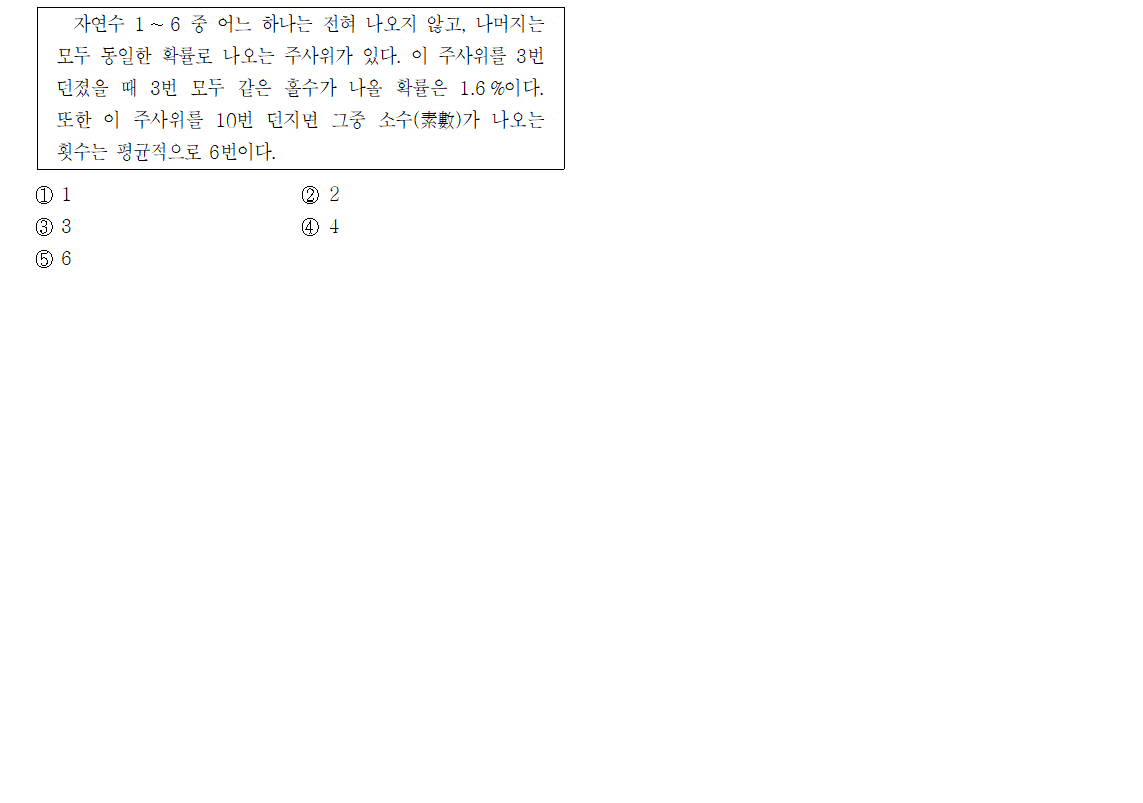 자연수 1 ~ 6 중 어느 하나는 전혀 나오지 않고, 나머지는
모두 동일한 확률로 나오는 주사위가 있다. 이 주사위를 3번
던졌을 때 3번 모두 같은 홀수가 나올 확률은 1.6 %이다.
또한 이 주사위를 10번 던지면 그중 소수(素數)가 나오는
횟수는 평균적으로 6번이다.
① 1
② 2
③ 3
④ 4
⑤ 6